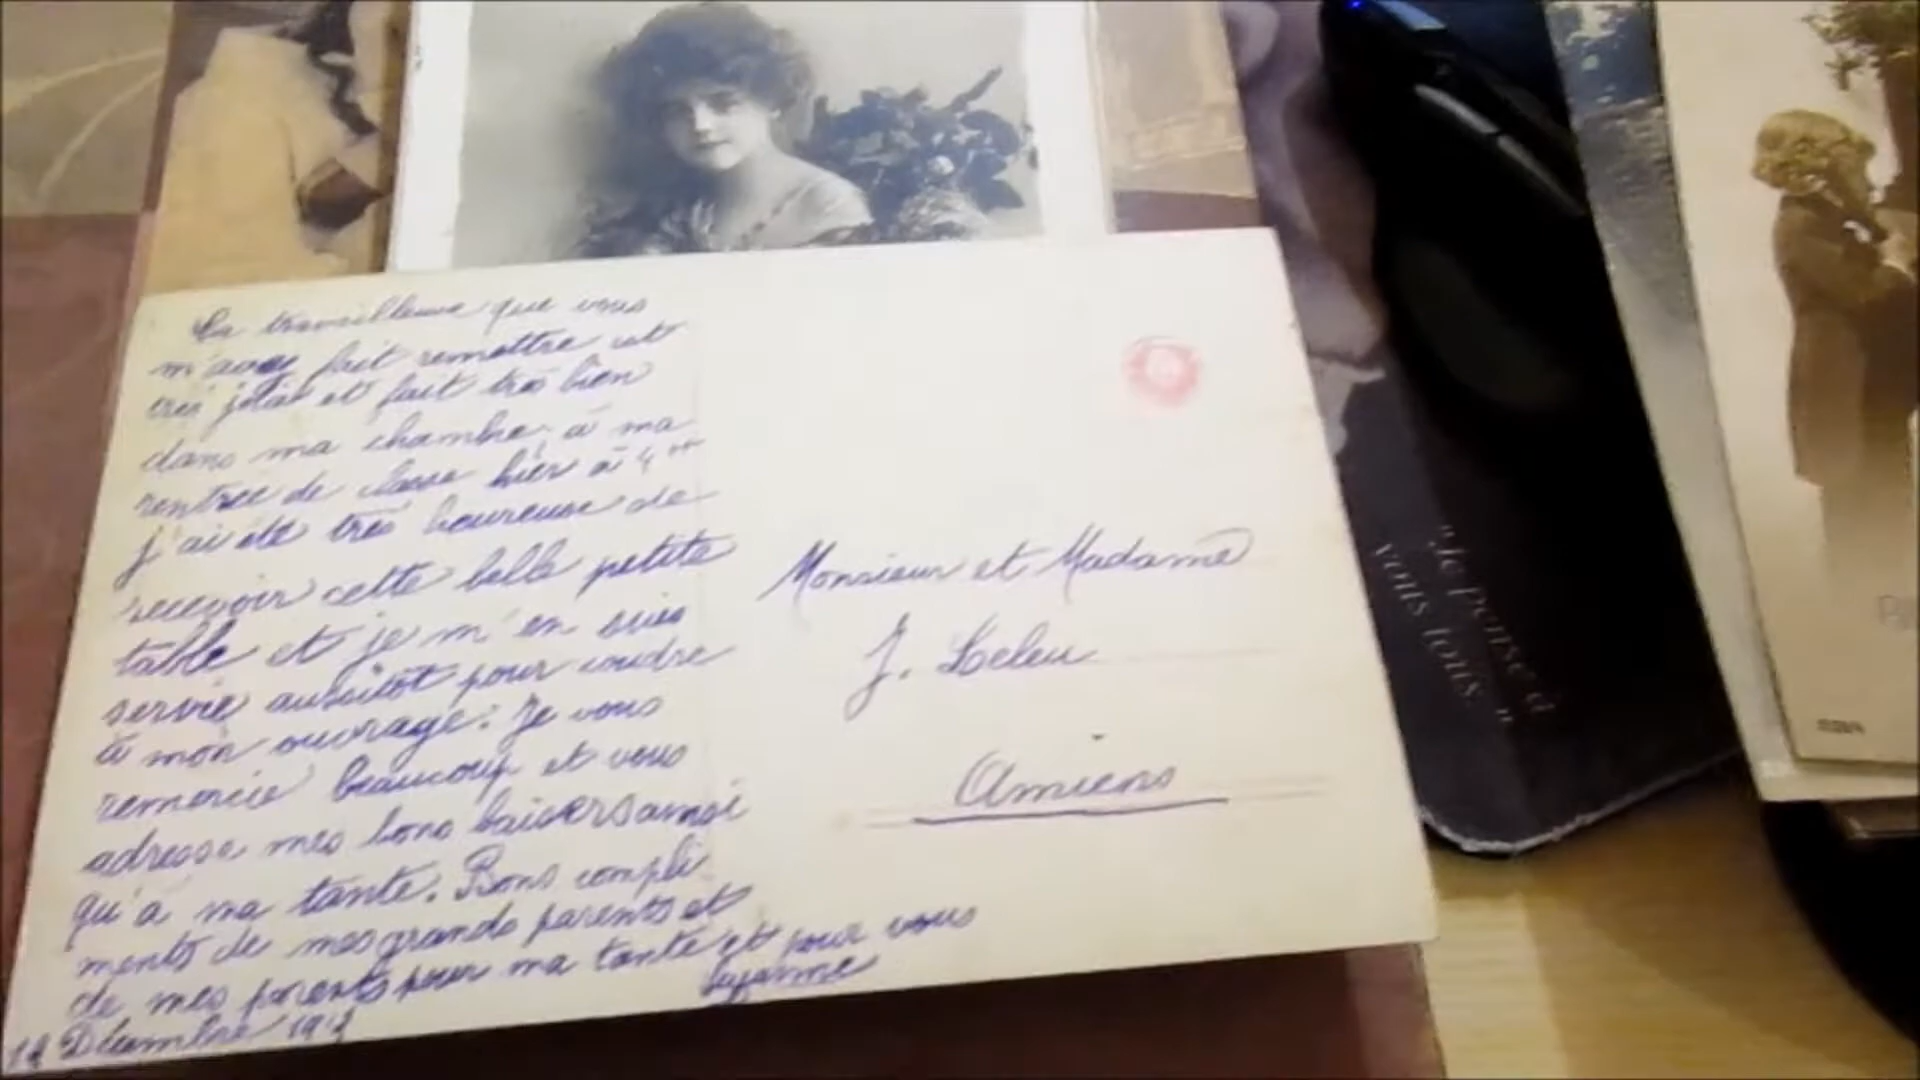 La travailleuse que vous
m'avez fait remettre est
très jolie et fait très bien
dans ma chambre, à ma
rentrée de classe hier à 4
j'ai été très heureuse de
recevoir cette belle petite
table et je m'en suis
servie aussitôt pour coudre
à mon ouvrage. Je vous
remercie beaucoup et vous
adresse mes bons baisers ainsi
qu'à ma tante. Bons compli
ments de mes grands parents et
de mes parents pour ma tante et pour vous
Décembre
Monsieur et Madame
J. Leleu
Amiens
"Je pense à
vous tous"